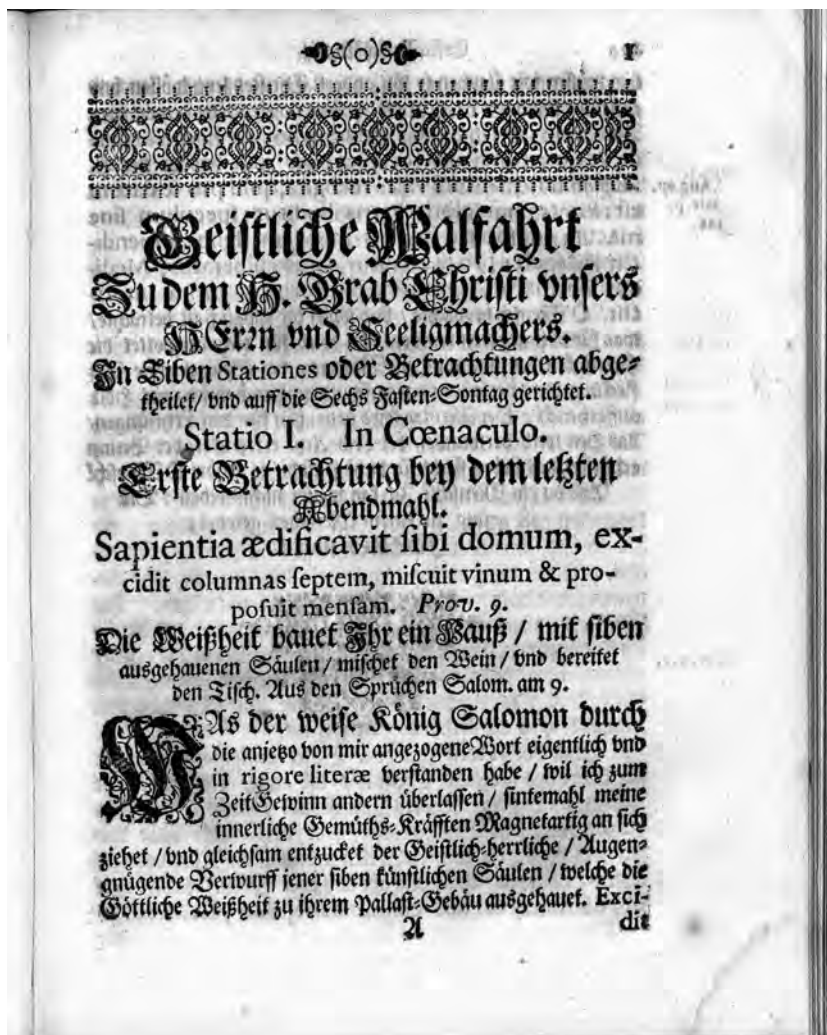 §(o)§ 1
Geistliche Walfahrt
Zu dem H. Grab Christi vnsers
HErrn vnd Seeligmachers.
In Siben Stationes oder Betrachtungen abge-
theilet / vnd auff die Sechs Fasten-Sontag gerichtet.
Statio I. In Cœnaculo.
Erste Betrachtung bey dem letzten
Abendmahl.
Sapientia ædificavit sibi domum, ex-
cidit columnas septem, miscuit vinum & pro-
posuit mensam. Prov. 9.
Die Weißheit bauet Ihr ein Hauß / mit siben
ausgehauenen Säulen / mischet den Wein / vnd bereitet
den Tisch. Aus den Sprüchen Salom. am 9.
WAs der weise König Salomon durch
die anjetzo von mir angezogene Wort eigentlich vnd
in rigore literæ verstanden habe / wil ich zum
Zeit Gewinn andern überlassen / sintemahl meine
innerliche Gemüths-Kräfften Magnetartig an sich
ziehet / vnd gleichsam entzucket der Geistlich-herrliche / Augen-
gnügende Verwurff jener siben künstlichen Säulen / welche die
Göttliche Weißheit zu ihrem Pallast-Gebäu ausgehauet. Exci-
A dit